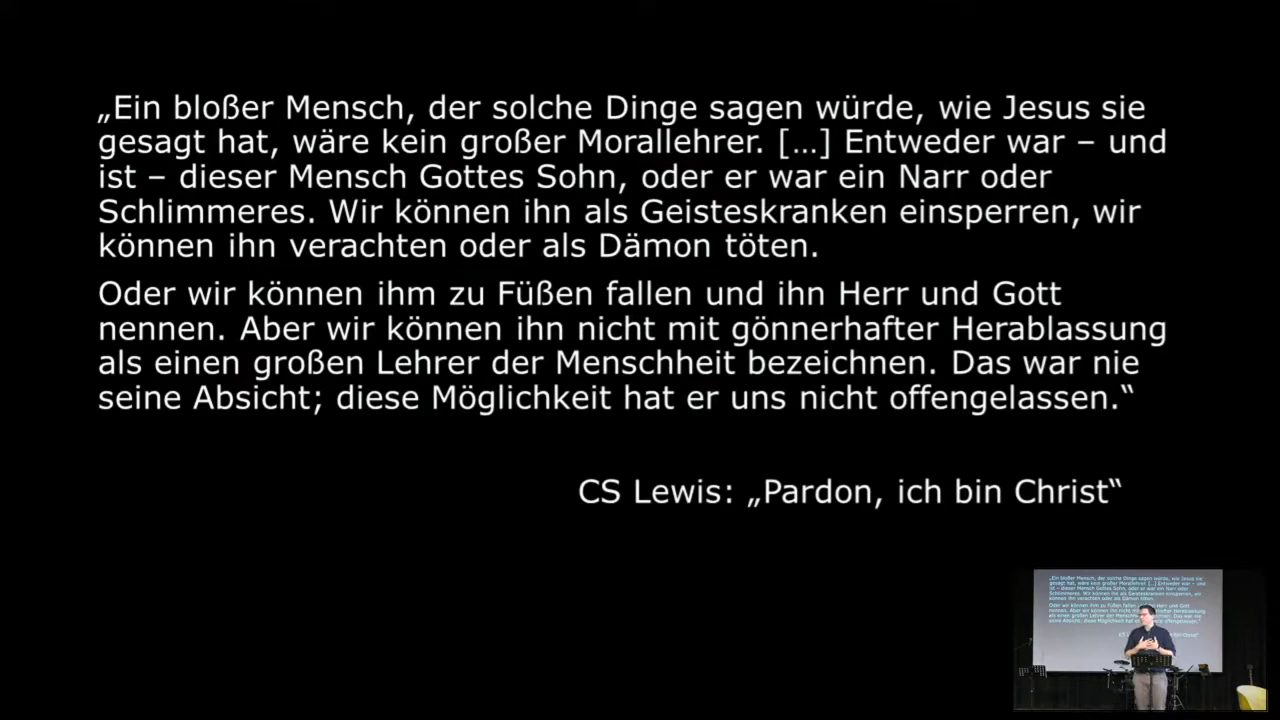 „Ein bloßer Mensch, der solche Dinge sagen würde, wie Jesus sie
gesagt hat, wäre kein großer Morallehrer. […] Entweder war – und
ist – dieser Mensch Gottes Sohn, oder er war ein Narr oder
Schlimmeres. Wir können ihn als Geisteskranken einsperren, wir
können ihn verachten oder als Dämon töten.
Oder wir können ihm zu Füßen fallen und ihn Herr und Gott
nennen. Aber wir können ihn nicht mit gönnerhafter Herablassung
als einen großen Lehrer der Menschheit bezeichnen. Das war nie
seine Absicht; diese Möglichkeit hat er uns nicht offengelassen.“
CS Lewis: „Pardon, ich bin Christ“